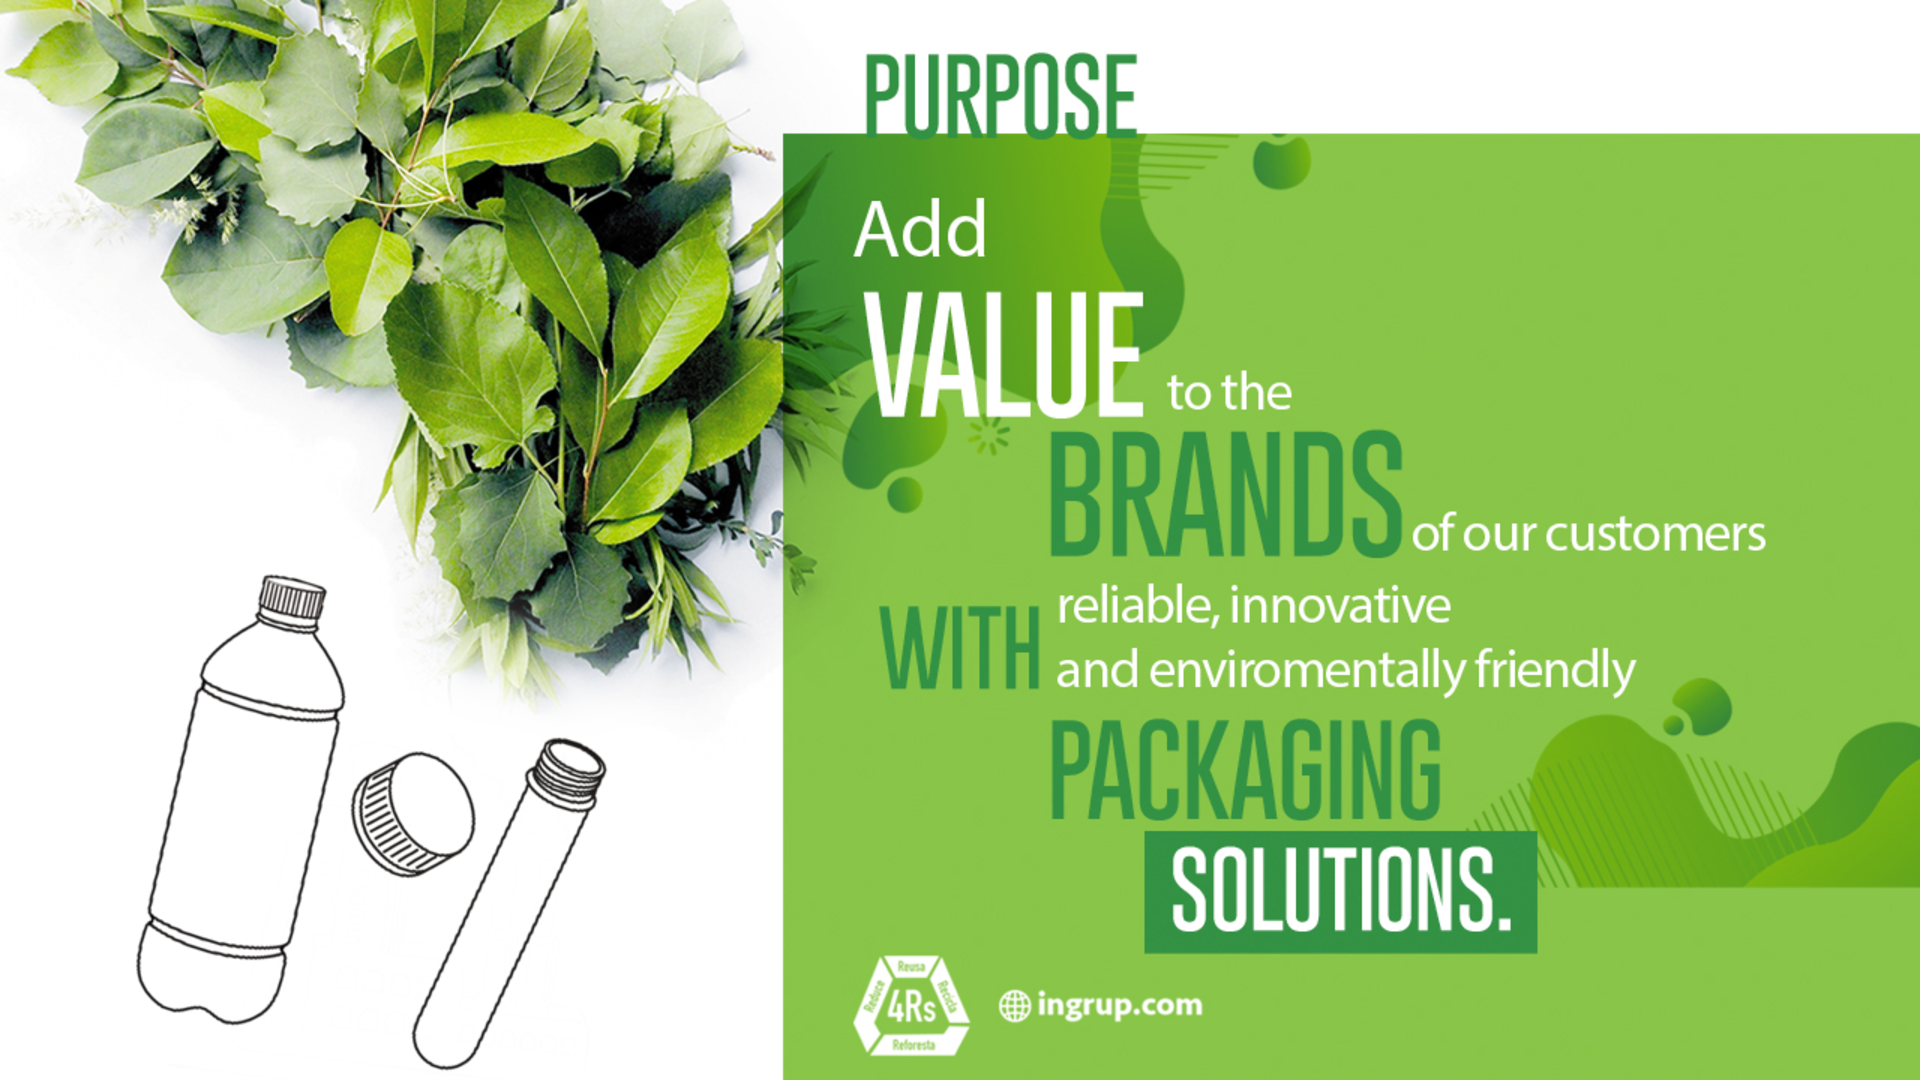 PURPOSE
Add
VALUE to the
BRANDS of our customers
WITH reliable, innovative
and enviromentally friendly
PACKAGING
SOLUTIONS.
Reusa
Reduce
Recicla
4Rs
Reforesta
ingrup.com